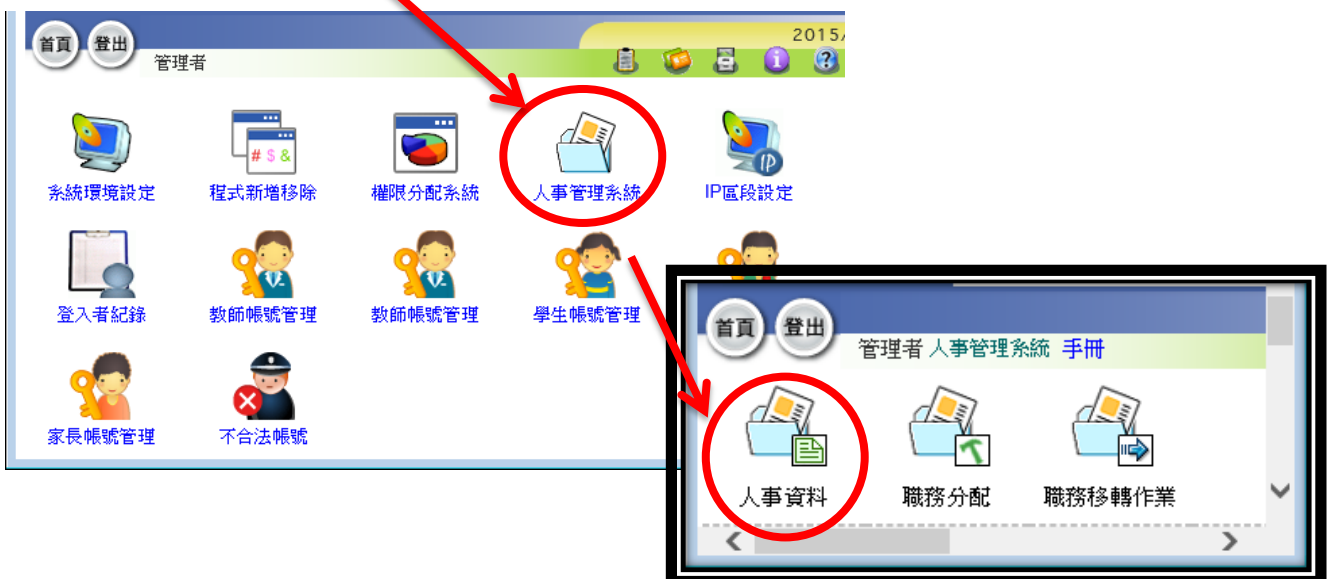 首頁 登出
2015/
管理者
# $ &
IP
系統環境設定 程式新增移除 權限分配系統 人事管理系統 IP區段設定
登入者紀錄 教師帳號管理 教師帳號管理 學生帳號管理
家長帳號管理 不合法帳號
首頁 登出
管理者 人事管理系統 手冊
人事資料 職務分配 職務移轉作業